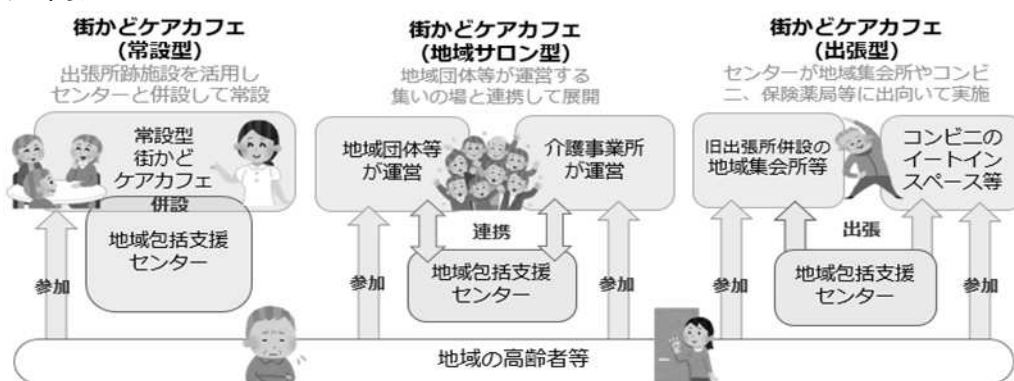 街かどケアカフェ
（常設型）
出張所跡施設を活用し
センターと併設して常設
常設型
街かど
ケアカフェ
併設
地域包括支援
センター
参加
街かどケアカフェ
（地域サロン型）
地域団体等が運営する
集いの場と連携して展開
地域団体等
が運営
介護事業所
が運営
連携
地域包括支援
センター
参加
参加
街かどケアカフェ
（出張型）
センターが地域集会所やコンビ
ニ、保険薬局等に出向いて実施
旧出張所併設の
地域集会所等
コンビニの
イートイン
スペース等
出張
地域包括支援
センター
参加
参加
地域の高齢者等